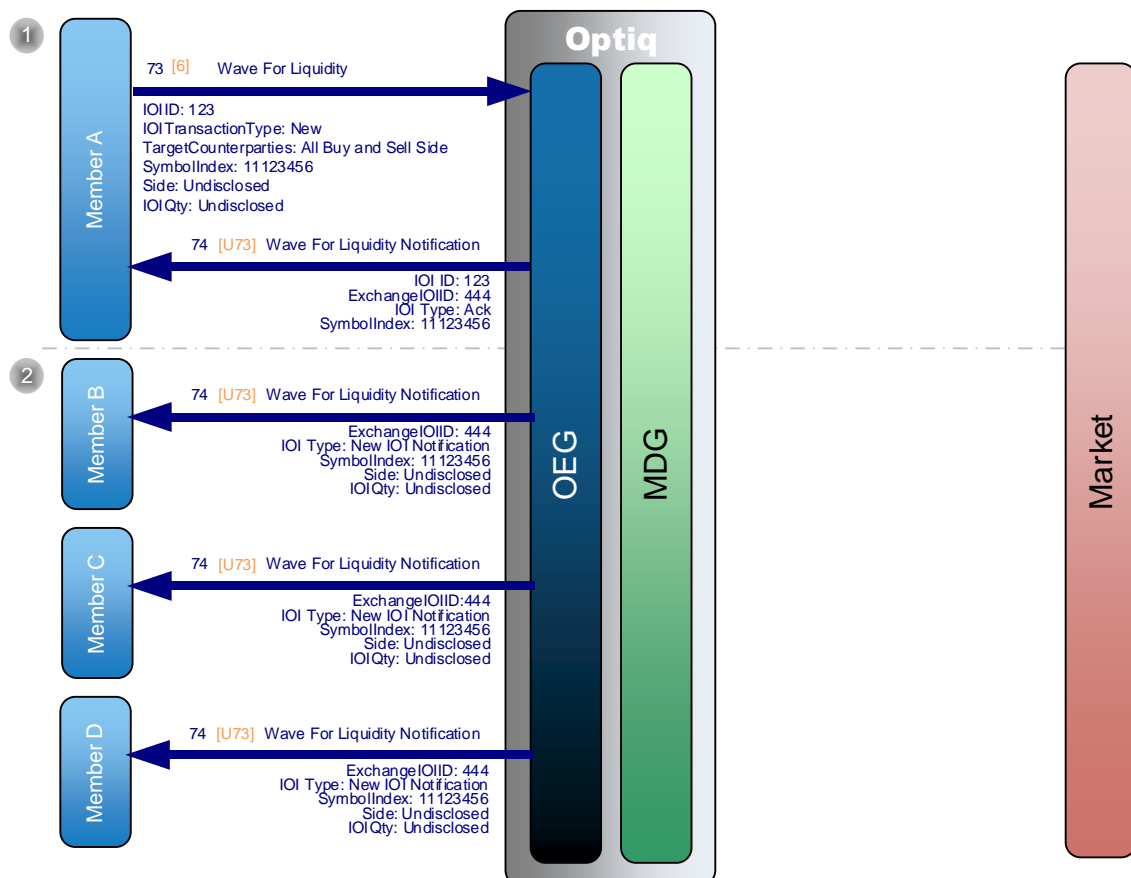 1
Optiq
Member A
73 [6] Wave For Liquidity
IOIID: 123
IOITransactionType: New
TargetCounterparties: All Buy and Sell Side
SymbolIndex: 11123456
Side: Undisclosed
IOIQty: Undisclosed
74 [U73] Wave For Liquidity Notification
IOI ID: 123
ExchangeIOIID: 444
IOI Type: Ack
SymbolIndex: 11123456
2
Member B
74 [U73] Wave For Liquidity Notification
ExchangeIOIID: 444
IOI Type: New IOI Notification
SymbolIndex: 11123456
Side: Undisclosed
IOIQty: Undisclosed
OEG
MDG
Market
Member C
74 [U73] Wave For Liquidity Notification
ExchangeIOIID:444
IOI Type: New IOI Notification
SymbolIndex: 11123456
Side: Undisclosed
IOIQty: Undisclosed
Member D
74 [U73] Wave For Liquidity Notification
ExchangeIOIID: 444
IOI Type: New IOI Notification
SymbolIndex: 11123456
Side: Undisclosed
IOIQty: Undisclosed